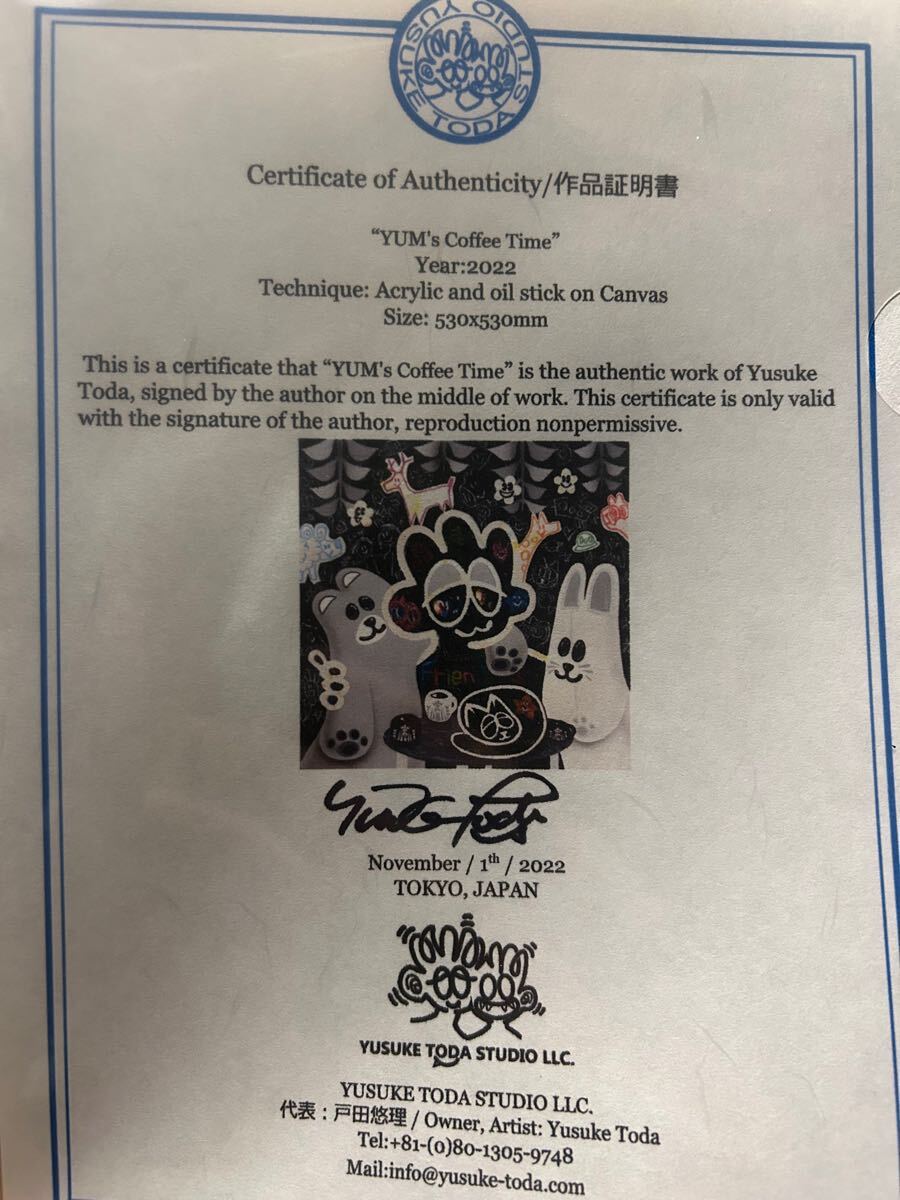 STUDIO YUSUKE TODA
Certificate of Authenticity/作品証明書
“YUM's Coffee Time”
Year:2022
Technique: Acrylic and oil stick on Canvas
Size: 530x530mm
This is a certificate that “YUM's Coffee Time” is the authentic work of Yusuke
Toda, signed by the author on the middle of work. This certificate is only valid
with the signature of the author, reproduction nonpermissive.
Frien
Yusuke Toda
November / 1th / 2022
TOKYO, JAPAN
YUSUKE TODA STUDIO LLC.
YUSUKE TODA STUDIO LLC.
代表：戸田悠理 / Owner, Artist: Yusuke Toda
Tel:+81-(0)80-1305-9748
Mail:info@yusuke-toda.com